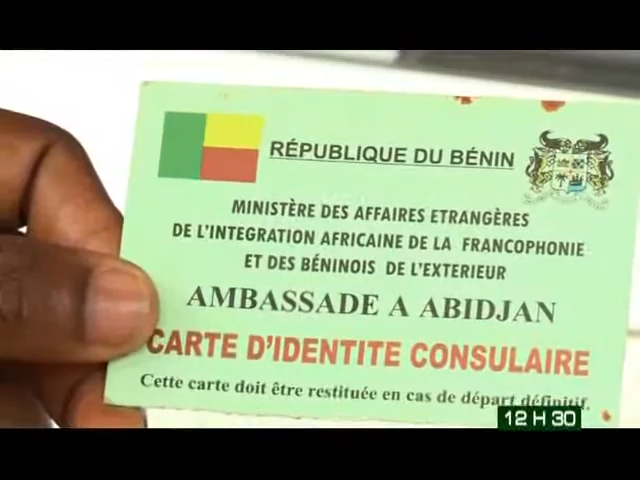 RÉPUBLIQUE DU BÉNIN
MINISTÈRE DES AFFAIRES ETRANGÈRES
DE L'INTEGRATION AFRICAINE DE LA FRANCOPHONIE
ET DES BÉNINOIS DE L'EXTERIEUR
AMBASSADE A ABIDJAN
CARTE D'IDENTITE CONSULAIRE
Cette carte doit être restituée en cas de départ définitif.
12 H 30